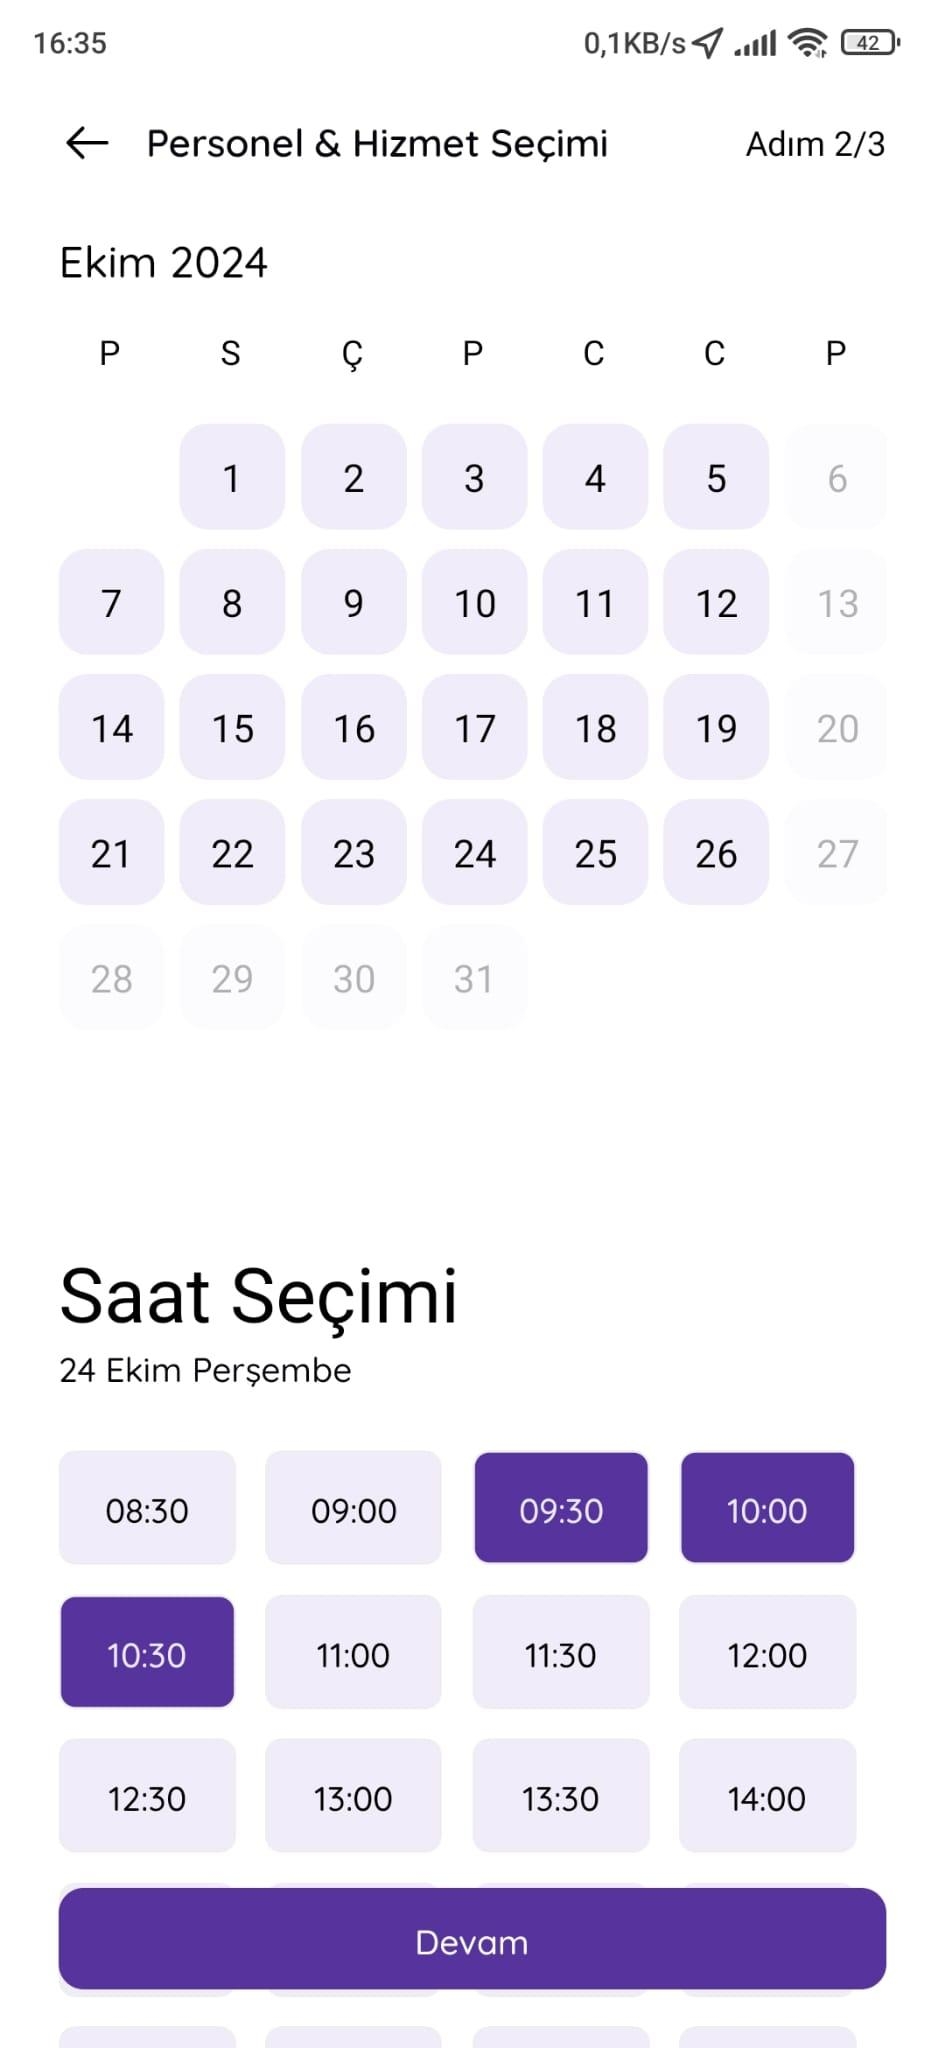 16:35 0,1KB/s 42
Personel & Hizmet Seçimi Adım 2/3
Ekim 2024
P S Ç P C C P
1 2 3 4 5 6
7 8 9 10 11 12 13
14 15 16 17 18 19 20
21 22 23 24 25 26 27
28 29 30 31
Saat Seçimi
24 Ekim Perşembe
08:30 09:00 09:30 10:00
10:30 11:00 11:30 12:00
12:30 13:00 13:30 14:00
Devam